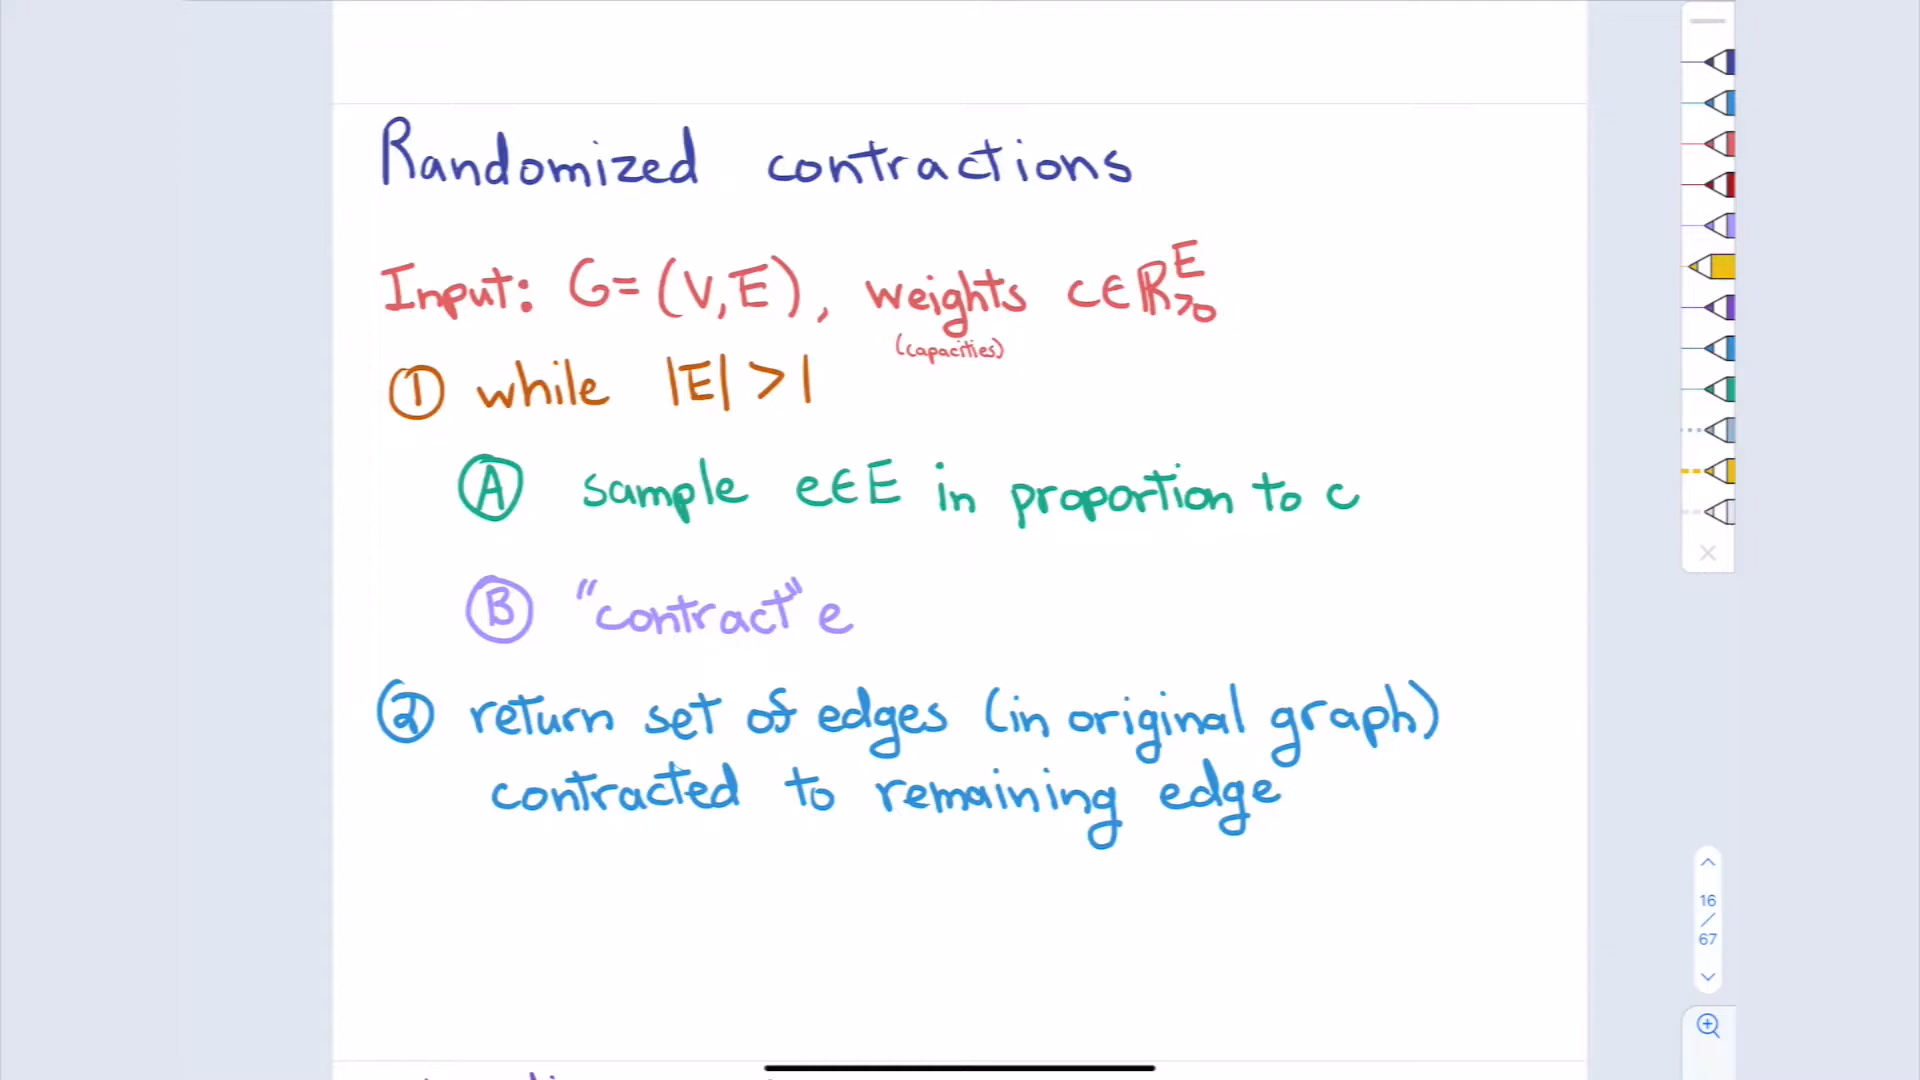 Randomized contractions
Input: G=(V,E), weights c∈ℝ^E_>0
(capacities)
① while |E| > 1
Ⓐ sample e∈E in proportion to c
Ⓑ "contract" e
② return set of edges (in original graph)
contracted to remaining edge
16
/
67